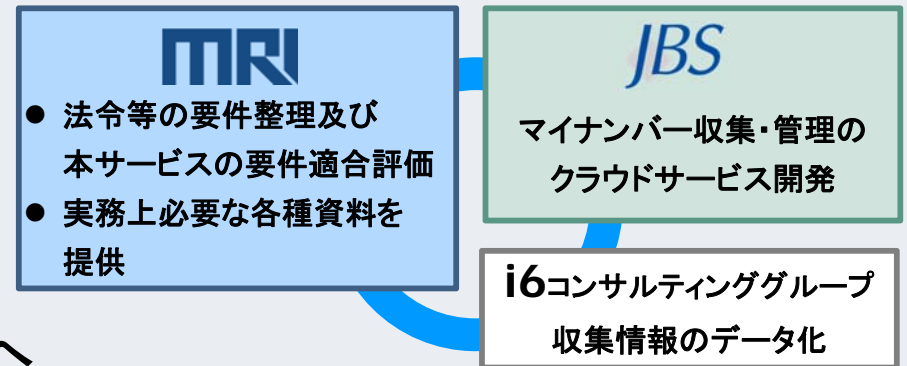 MRI
● 法令等の要件整理及び
本サービスの要件適合評価
● 実務上必要な各種資料を
提供
JBS
マイナンバー収集・管理の
クラウドサービス開発
i6コンサルティンググループ
収集情報のデータ化